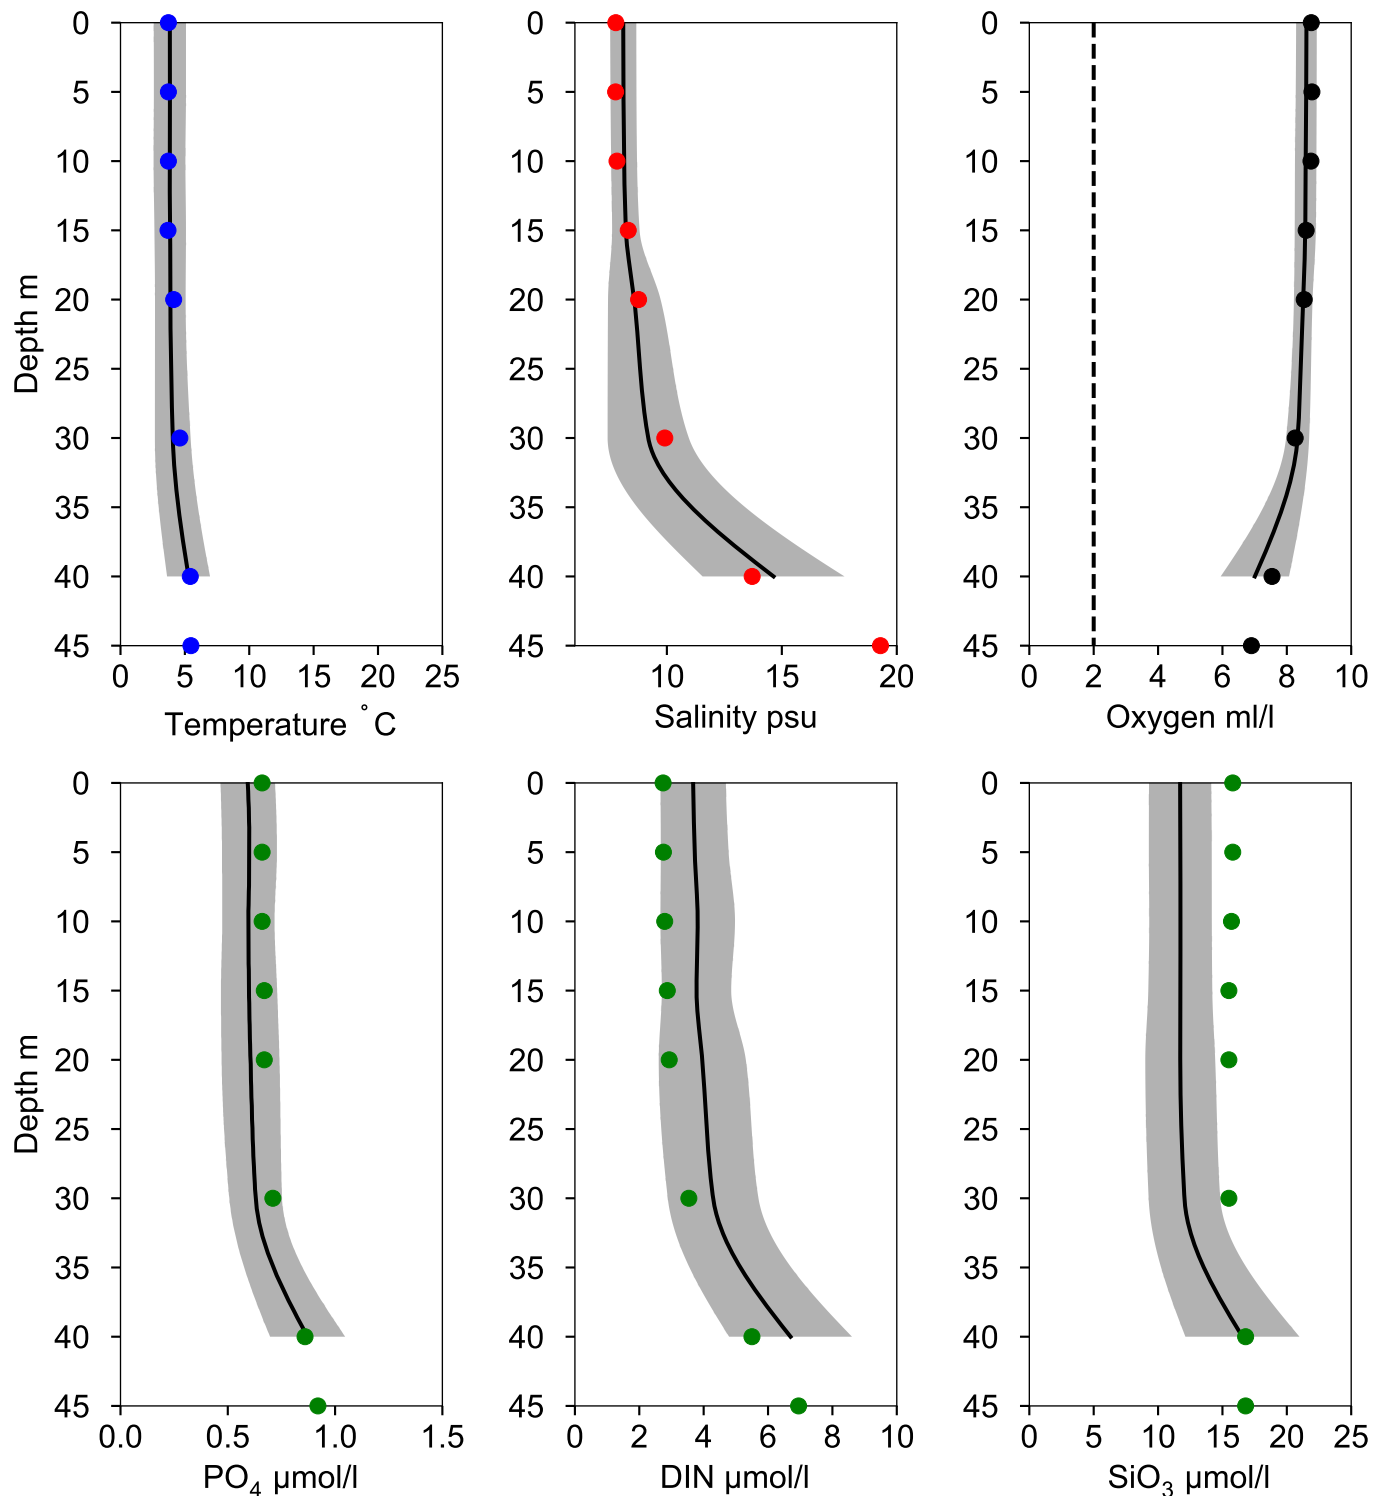 0 0 0
5 5 5
10 10 10
15 15 15
20 20 20
Depth m
25 25 25
30 30 30
35 35 35
40 40 40
45 45 45
0 5 10 15 20 25 10 15 20 0 2 4 6 8 10
Temperature °C Salinity psu Oxygen ml/l
0 0 0
5 5 5
10 10 10
15 15 15
20 20 20
Depth m
25 25 25
30 30 30
35 35 35
40 40 40
45 45 45
0.0 0.5 1.0 1.5 0 2 4 6 8 10 0 5 10 15 20 25
PO₄ µmol/l DIN µmol/l SiO₃ µmol/l